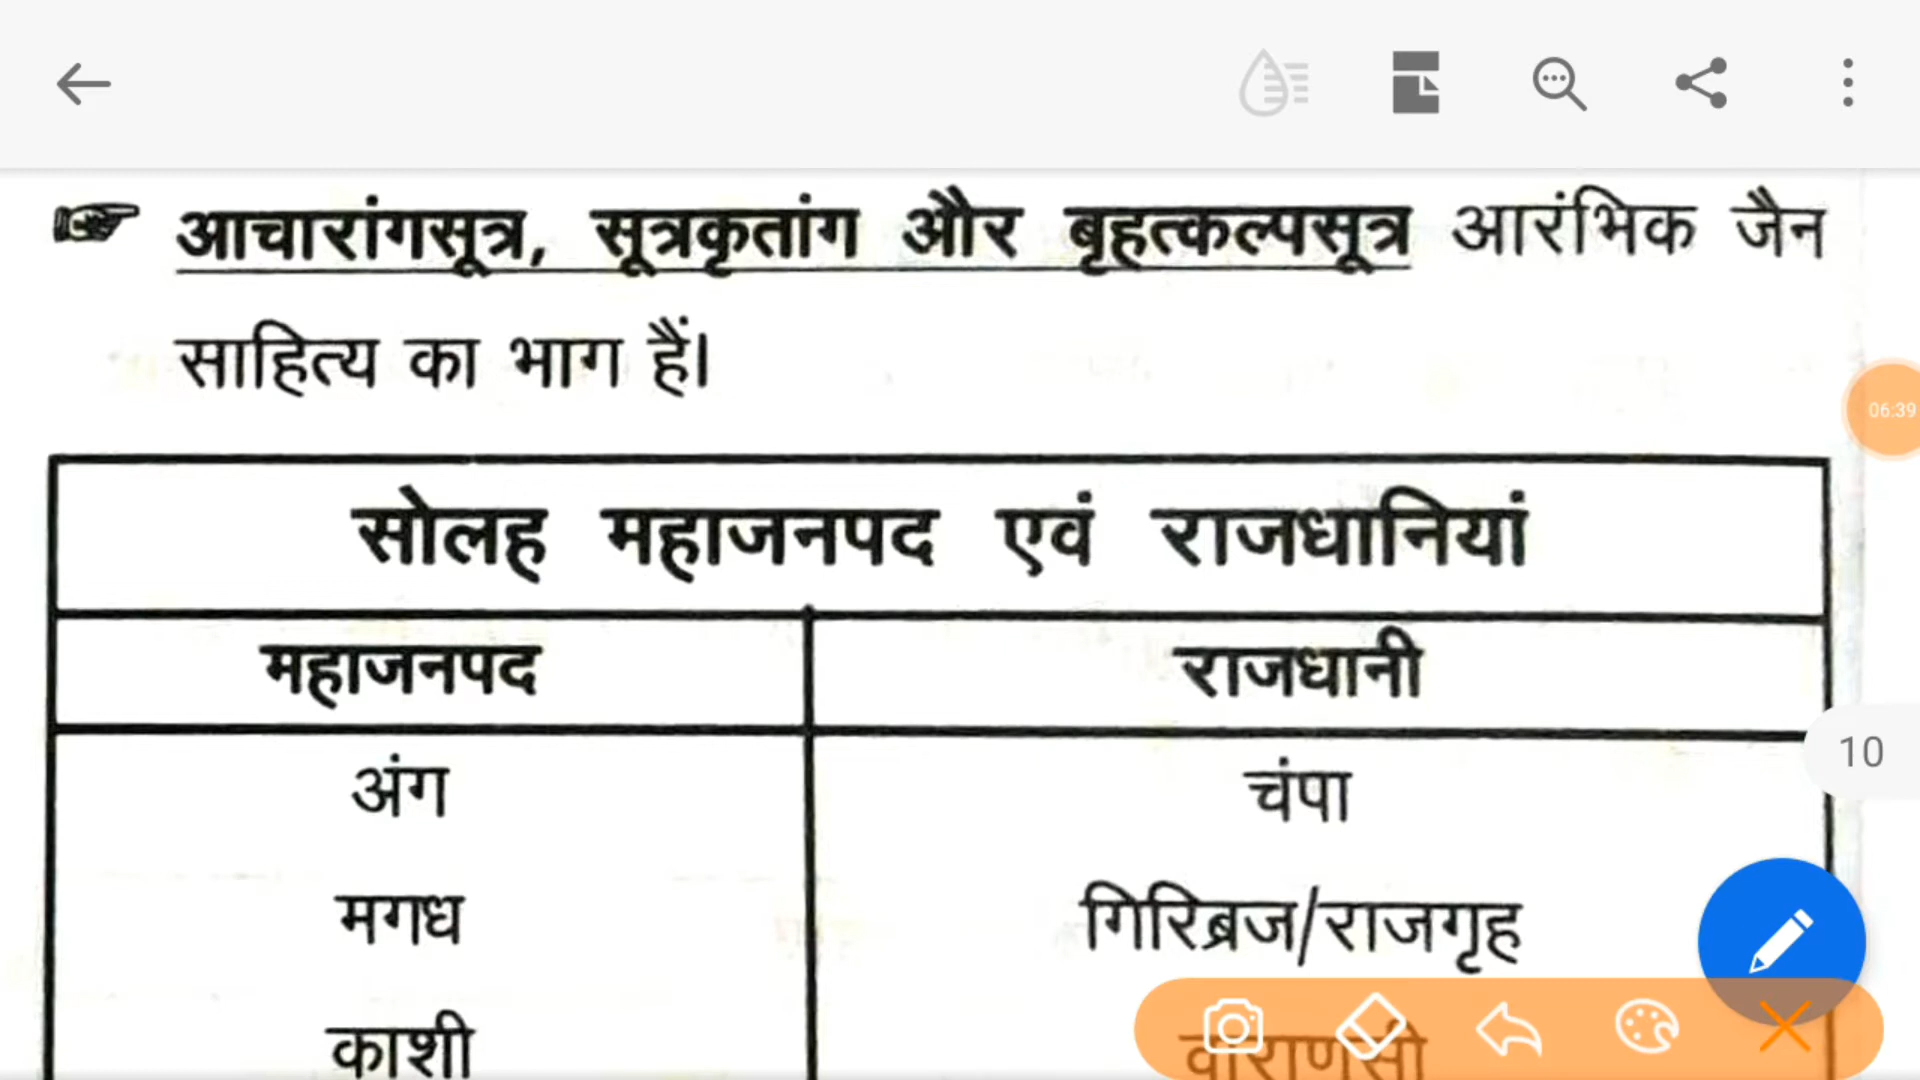 आचारांगसूत्र, सूत्रकृतांग और बृहत्कल्पसूत्र आरंभिक जैन
साहित्य का भाग हैं।
06:39
सोलह महाजनपद एवं राजधानियां
महाजनपद राजधानी
अंग चंपा
10
मगध गिरिब्रज/राजगृह
काशी वाराणसी